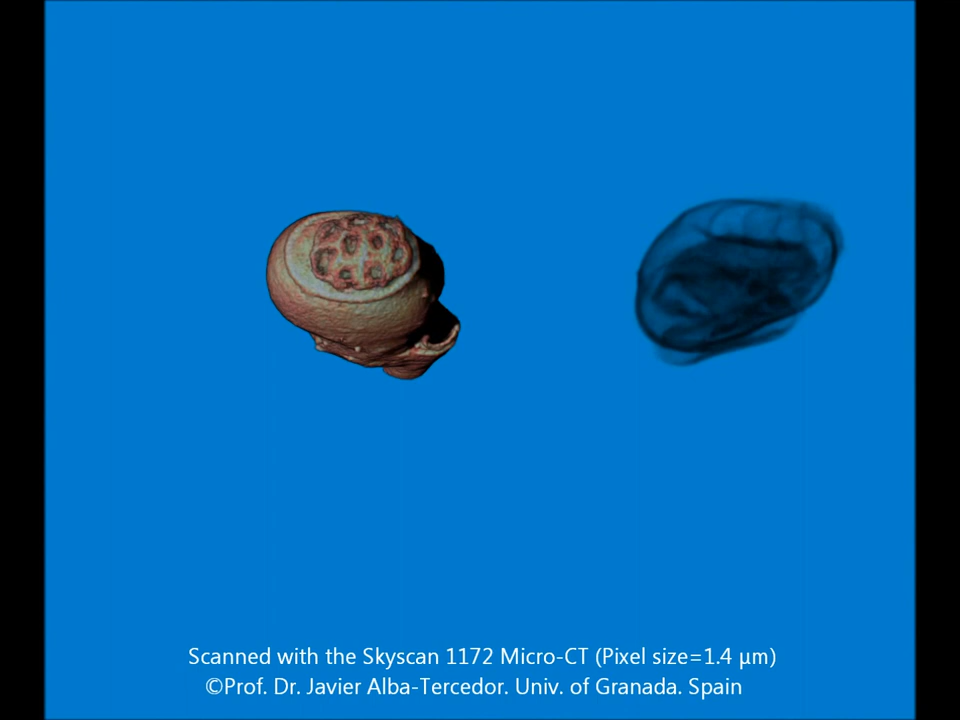 Scanned with the Skyscan 1172 Micro-CT (Pixel size=1.4 µm)
©Prof. Dr. Javier Alba-Tercedor. Univ. of Granada. Spain